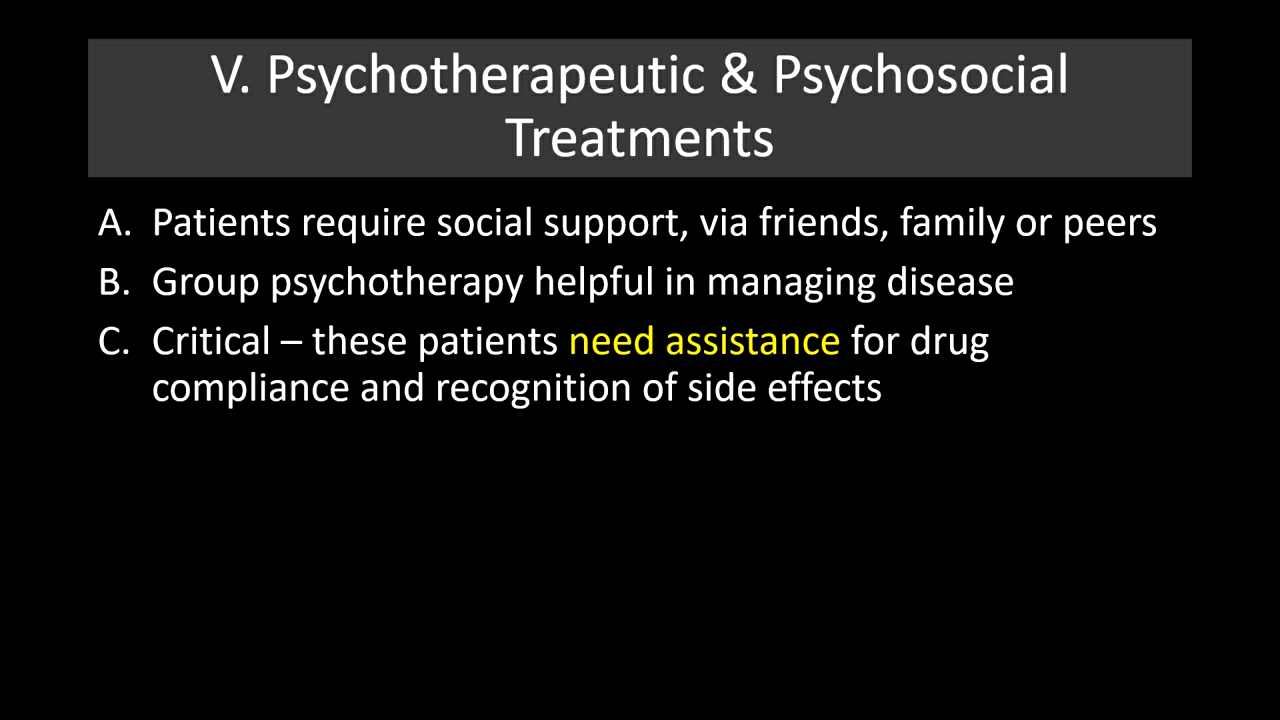 V. Psychotherapeutic & Psychosocial
Treatments
A. Patients require social support, via friends, family or peers
B. Group psychotherapy helpful in managing disease
C. Critical – these patients need assistance for drug
compliance and recognition of side effects